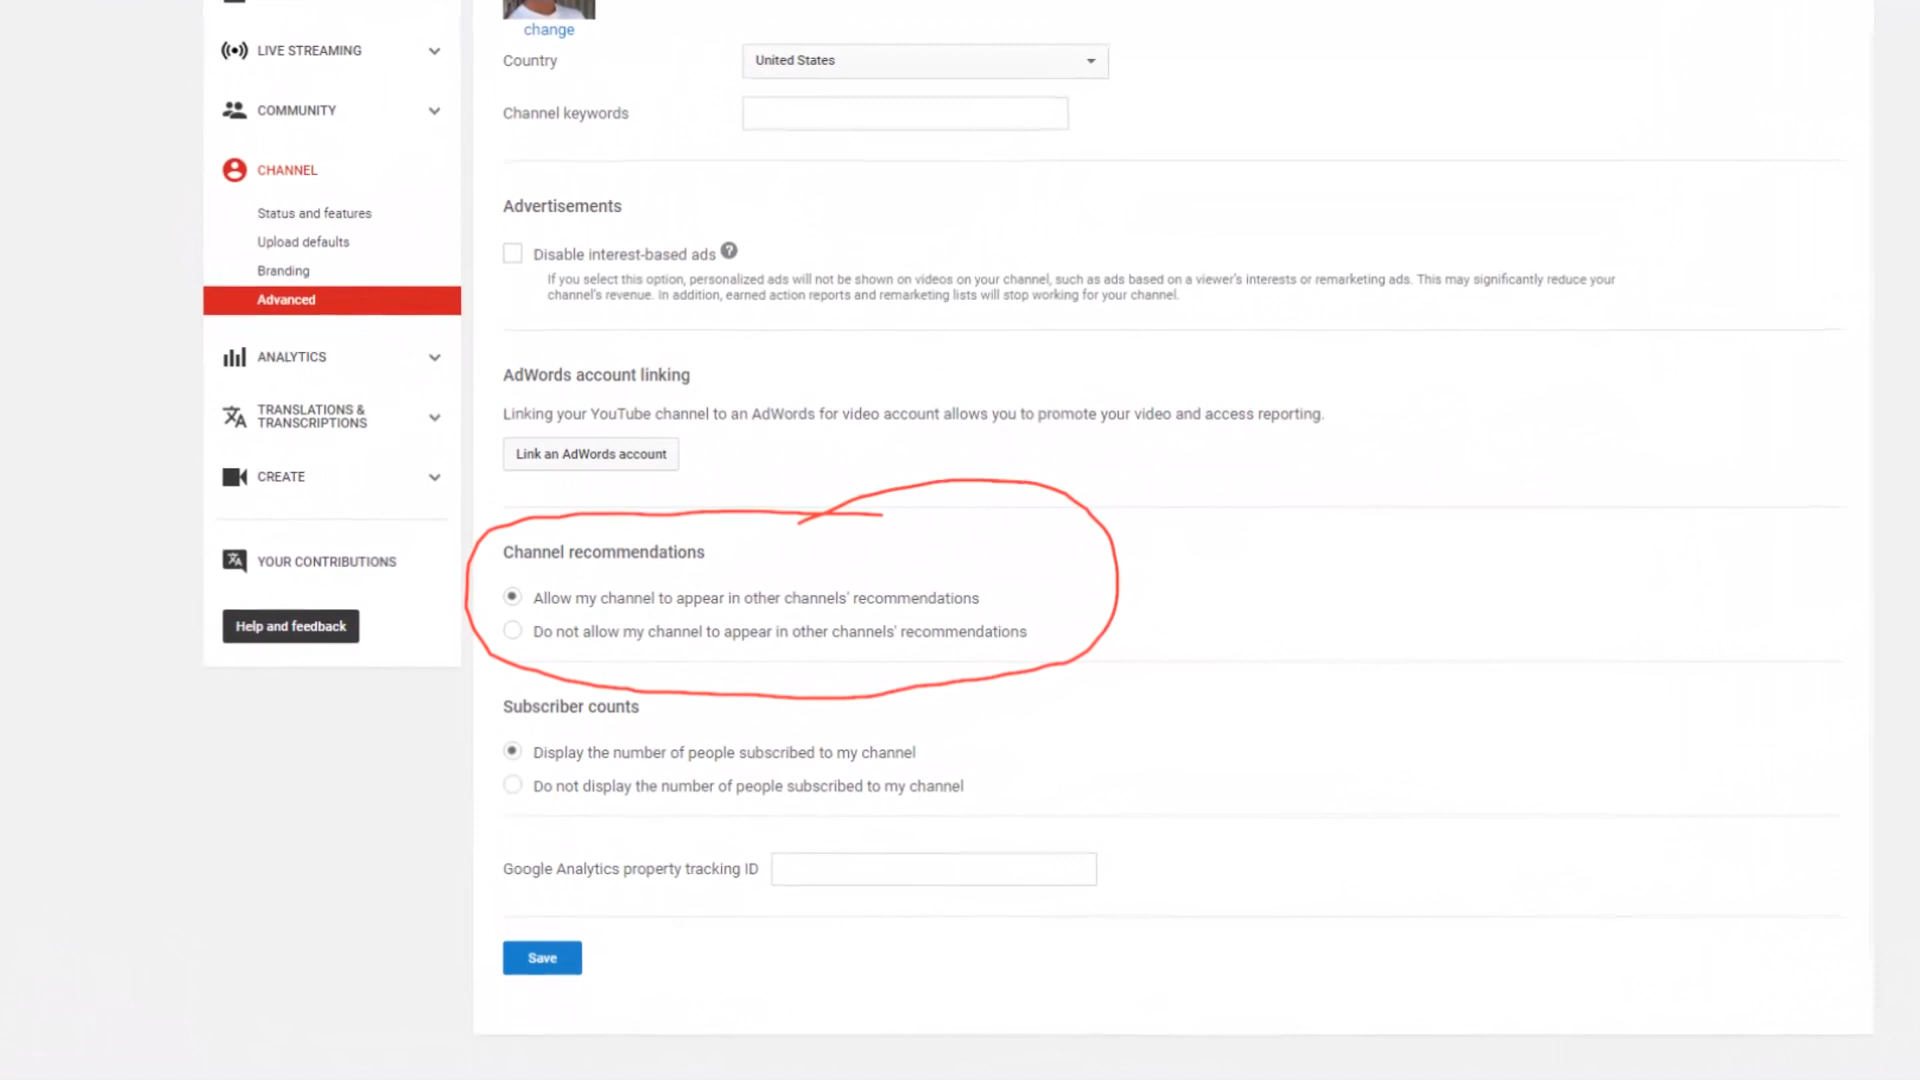 LIVE STREAMING
COMMUNITY
CHANNEL
Status and features
Upload defaults
Branding
Advanced
ANALYTICS
TRANSLATIONS &
TRANSCRIPTIONS
CREATE
YOUR CONTRIBUTIONS
Help and feedback
change
Country
United States
Channel keywords
Advertisements
Disable interest-based ads ?
If you select this option, personalized ads will not be shown on videos on your channel, such as ads based on a viewer's interests or remarketing ads. This may significantly reduce your
channel's revenue. In addition, earned action reports and remarketing lists will stop working for your channel.
AdWords account linking
Linking your YouTube channel to an AdWords for video account allows you to promote your video and access reporting.
Link an AdWords account
Channel recommendations
Allow my channel to appear in other channels' recommendations
Do not allow my channel to appear in other channels' recommendations
Subscriber counts
Display the number of people subscribed to my channel
Do not display the number of people subscribed to my channel
Google Analytics property tracking ID
Save